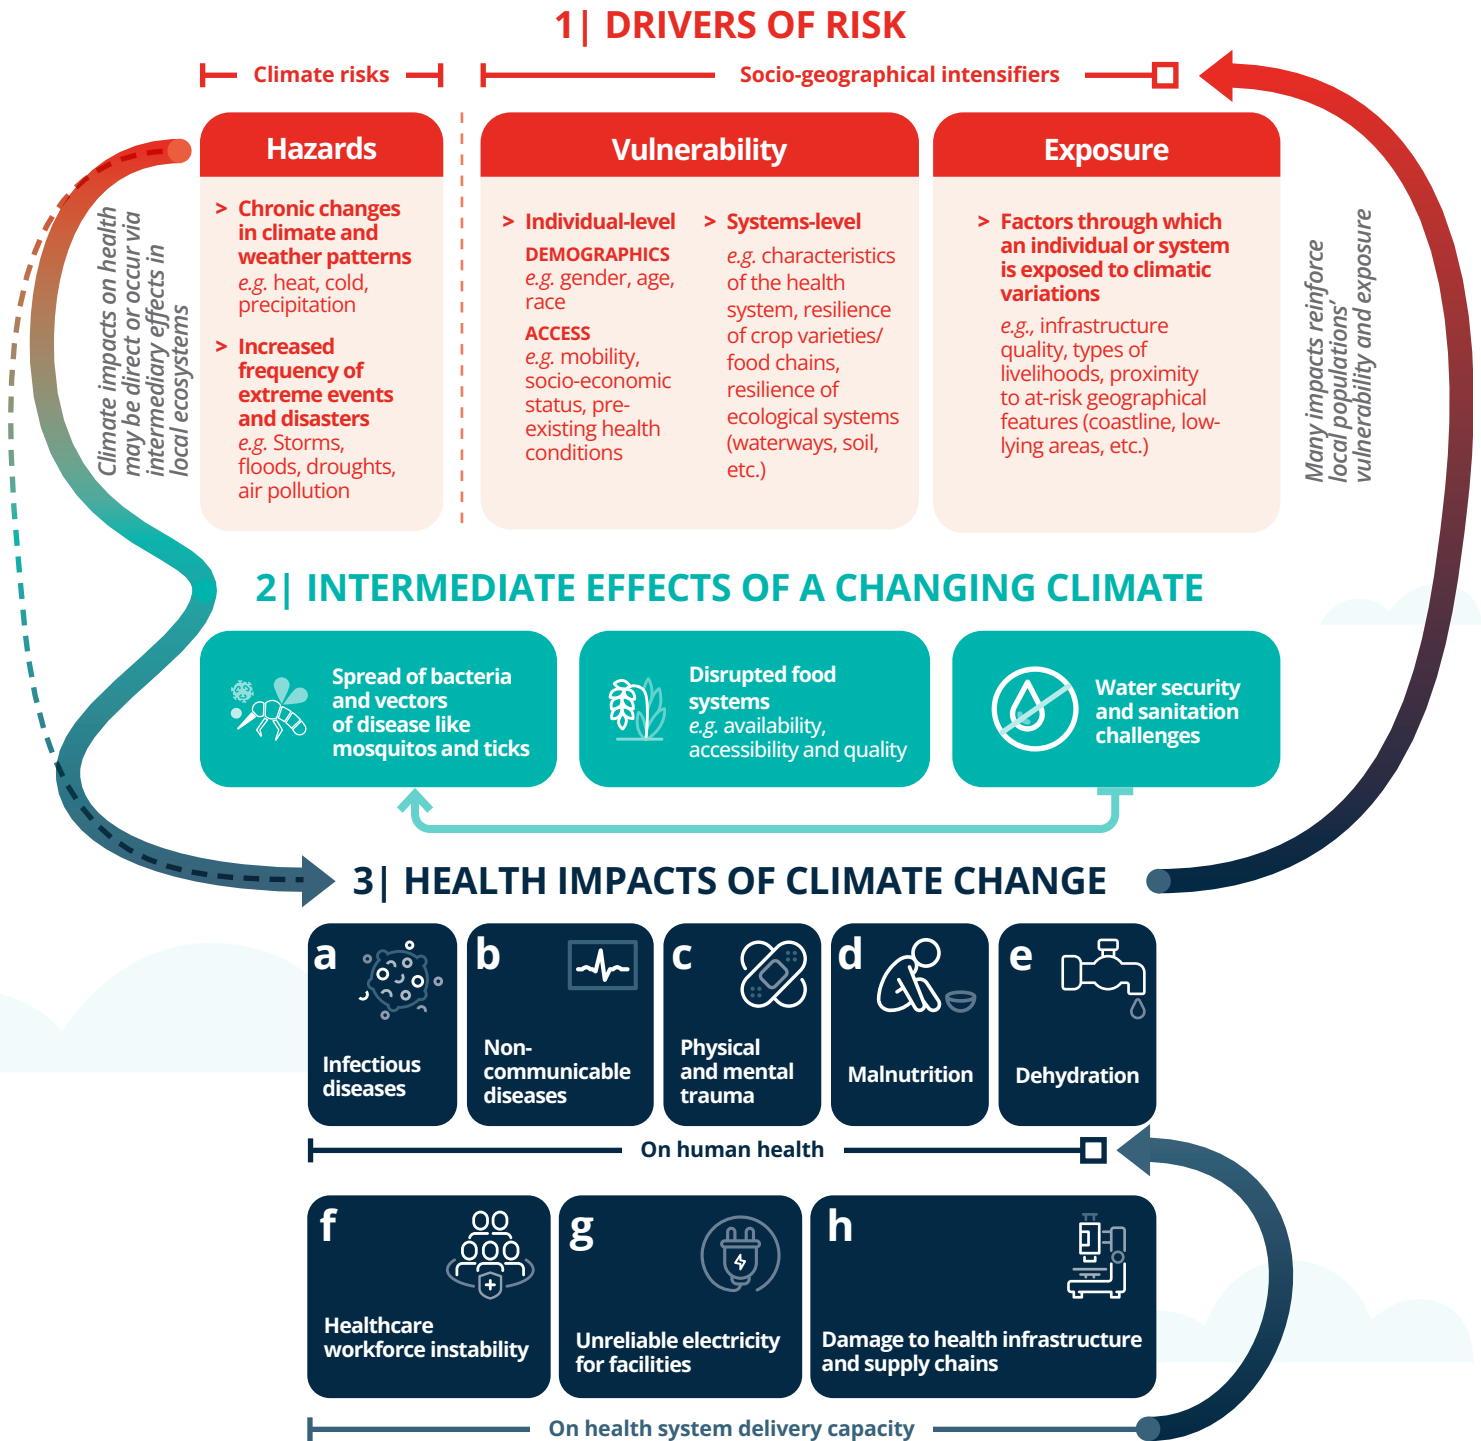 1| DRIVERS OF RISK
Climate risks
Socio-geographical intensifiers
Hazards
> Chronic changes
in climate and
weather patterns
e.g. heat, cold,
precipitation
> Increased
frequency of
extreme events
and disasters
e.g. Storms,
floods, droughts,
air pollution
Vulnerability
> Individual-level
DEMOGRAPHICS
e.g. gender, age,
race
ACCESS
e.g. mobility,
socio-economic
status, pre-
existing health
conditions
> Systems-level
e.g. characteristics
of the health
system, resilience
of crop varieties/
food chains,
resilience of
ecological systems
(waterways, soil,
etc.)
Exposure
> Factors through which
an individual or system
is exposed to climatic
variations
e.g., infrastructure
quality, types of
livelihoods, proximity
to at-risk geographical
features (coastline, low-
lying areas, etc.)
Climate impacts on health
may be direct or occur via
intermediary effects in
local ecosystems
Many impacts reinforce
local populations’
vulnerability and exposure
2| INTERMEDIATE EFFECTS OF A CHANGING CLIMATE
Spread of bacteria
and vectors
of disease like
mosquitos and ticks
Disrupted food
systems
e.g. availability,
accessibility and quality
Water security
and sanitation
challenges
3| HEALTH IMPACTS OF CLIMATE CHANGE
a
Infectious
diseases
b
Non-
communicable
diseases
c
Physical
and mental
trauma
d
Malnutrition
e
Dehydration
On human health
f
Healthcare
workforce instability
g
Unreliable electricity
for facilities
h
Damage to health infrastructure
and supply chains
On health system delivery capacity